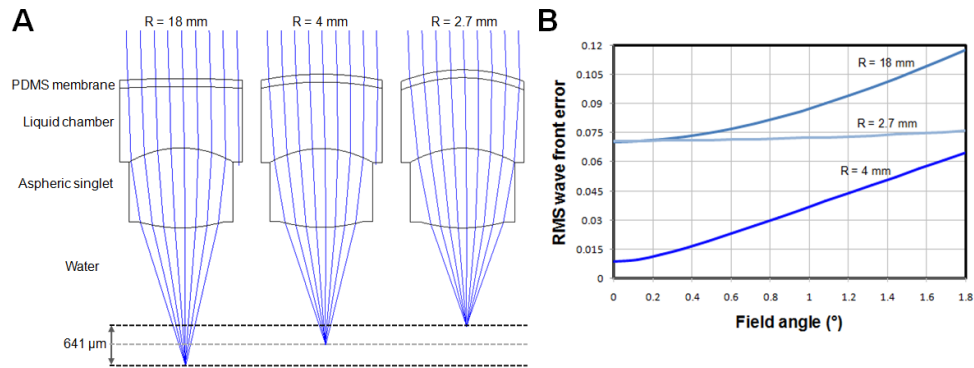 A
R = 18 mm
R = 4 mm
R = 2.7 mm
PDMS membrane
Liquid chamber
Aspheric singlet
Water
641 µm
B
RMS wave front error
0.12
0.105
0.09
0.075
0.06
0.045
0.03
0.015
0
R = 18 mm
R = 2.7 mm
R = 4 mm
0
0.2
0.4
0.6
0.8
1
1.2
1.4
1.6
1.8
Field angle (°)